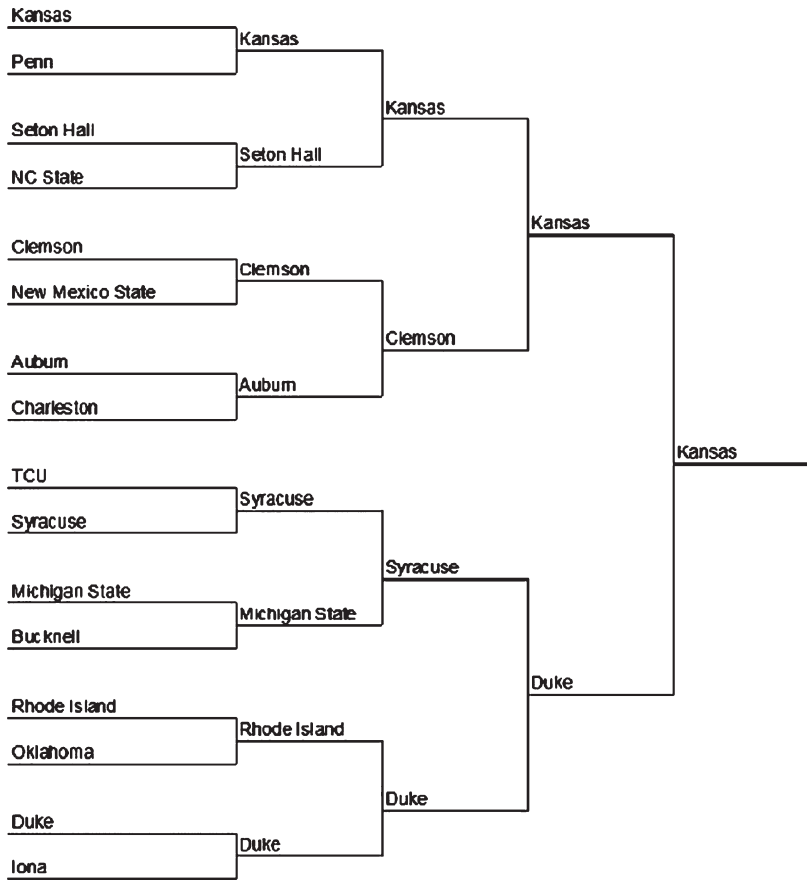 Kansas
Penn
Seton Hall
NC State
Clemson
New Mexico State
Auburn
Charleston
TCU
Syracuse
Michigan State
Bucknell
Rhode Island
Oklahoma
Duke
Iona
Kansas
Seton Hall
Clemson
Auburn
Syracuse
Michigan State
Rhode Island
Duke
Kansas
Clemson
Syracuse
Duke
Kansas
Duke
Kansas